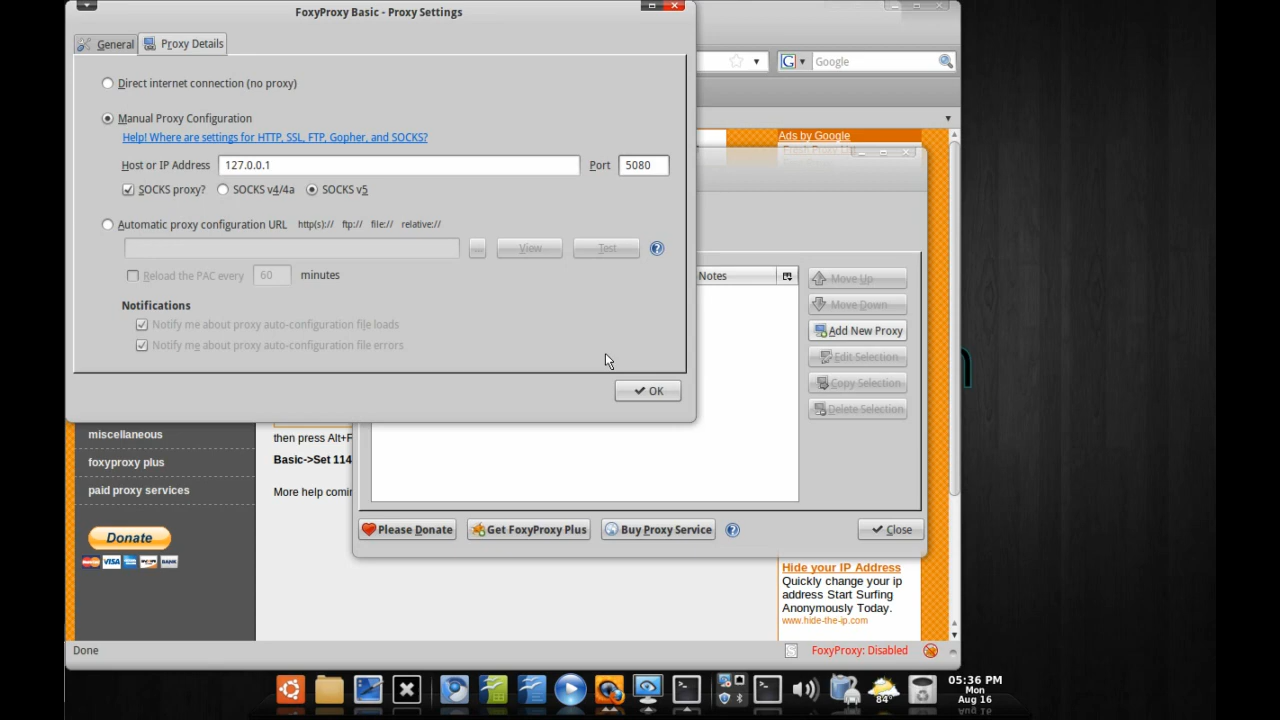 FoxyProxy Basic - Proxy Settings
General
Proxy Details
Google
Direct internet connection (no proxy)
Manual Proxy Configuration
Help! Where are settings for HTTP, SSL, FTP, Gopher, and SOCKS?
Ads by Google
Host or IP Address 127.0.0.1 Port 5080
SOCKS proxy? SOCKS v4/4a SOCKS v5
Automatic proxy configuration URL http(s):// ftp:// file:// relative://
... View Test
Reload the PAC every 60 minutes
Notes
Move Up
Move Down
Add New Proxy
Edit Selection
Copy Selection
Delete Selection
Notifications
Notify me about proxy auto-configuration file loads
Notify me about proxy auto-configuration file errors
OK
miscellaneous
foxyproxy plus
paid proxy services
Donate
VISA
BANK
then press Alt+F
Basic->Set 114
More help comin
Please Donate
Get FoxyProxy Plus
Buy Proxy Service
Close
Hide your IP Address
Quickly change your ip
address Start Surfing
Anonymously Today.
www.hide-the-ip.com
Done
FoxyProxy: Disabled
84°
05:36 PM
Mon
Aug 16